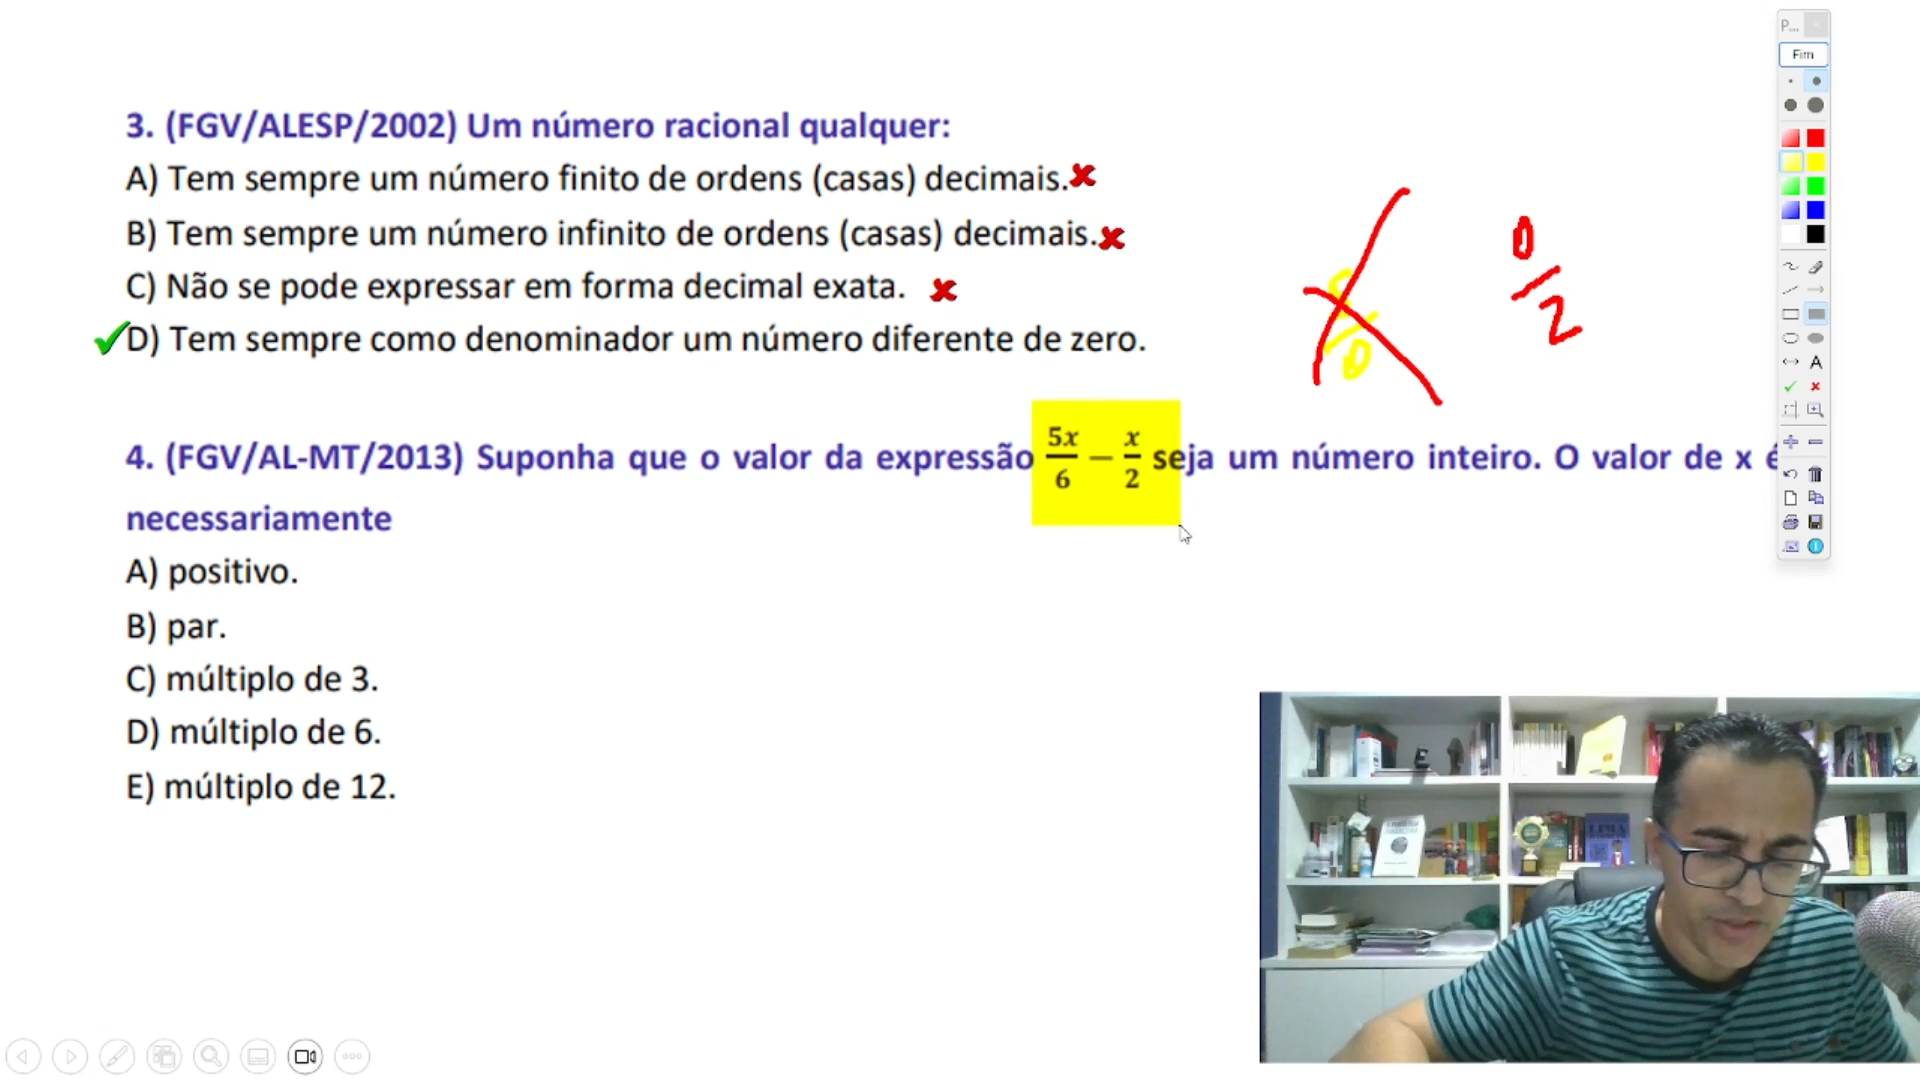 P...
Fim
3. (FGV/ALESP/2002) Um número racional qualquer:
A) Tem sempre um número finito de ordens (casas) decimais.
B) Tem sempre um número infinito de ordens (casas) decimais.
C) Não se pode expressar em forma decimal exata.
D) Tem sempre como denominador um número diferente de zero.
0
2
0
4. (FGV/AL-MT/2013) Suponha que o valor da expressão 5x/6 − x/2 seja um número inteiro. O valor de x é
necessariamente
A) positivo.
B) par.
C) múltiplo de 3.
D) múltiplo de 6.
E) múltiplo de 12.
A